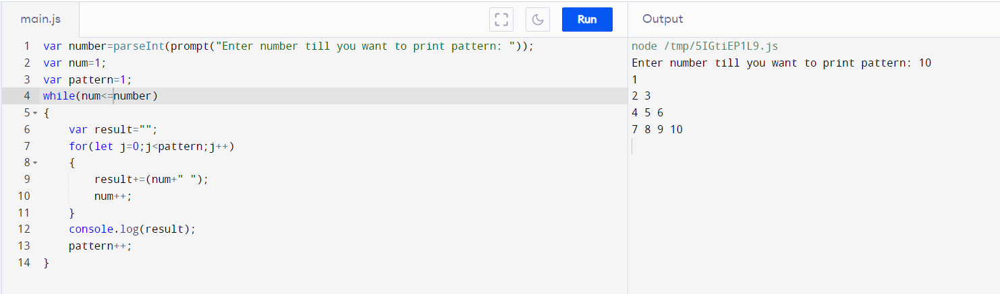 main.js
Run
Output
1 var number=parseInt(prompt("Enter number till you want to print pattern: "));
2 var num=1;
3 var pattern=1;
4 while(num<=number)
5 {
6     var result="";
7     for(let j=0;j<pattern;j++)
8     {
9         result+=(num+" ");
10         num++;
11     }
12     console.log(result);
13     pattern++;
14 }
node /tmp/5IGtiEP1L9.js
Enter number till you want to print pattern: 10
1
2 3
4 5 6
7 8 9 10